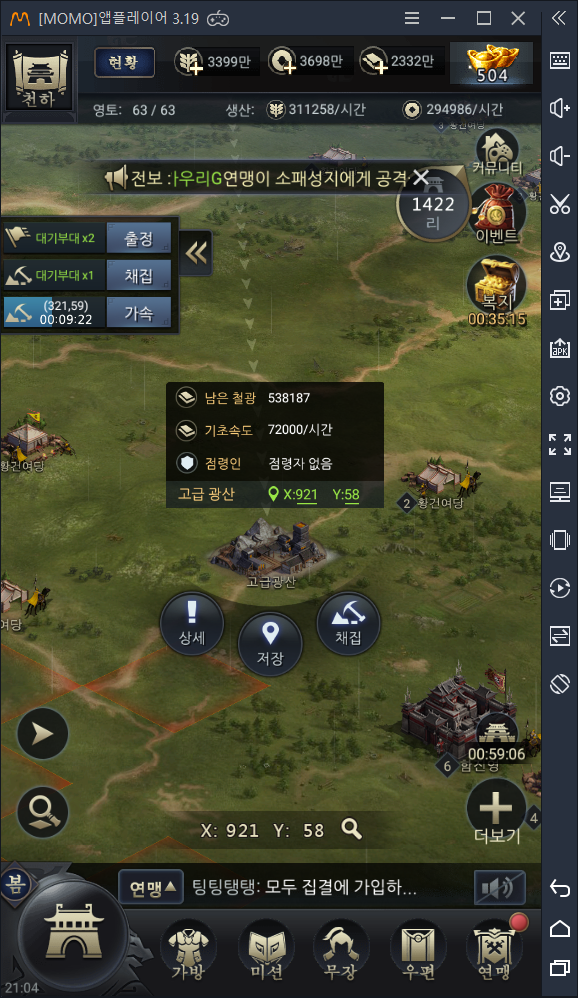 [MOMO]앱플레이어 3.19
천하
현황
3399만
3698만
2332만
504
영토: 63 / 63
생산:
311258/시간
294986/시간
3 황건여당
커뮤니티
전보 :
우리G연맹이 소패성지에게 공격
1422
리
이벤트
대기부대 x2
출정
대기부대 x1
채집
(321,59)
00:09:22
가속
복지
00:35:15
남은 철광 538187
기초속도 72000/시간
점령인 점령자 없음
고급 광산 X:921 Y:58
황건여당
2 황건여당
고급광산
여당
상세
저장
채집
00:59:06
6
X: 921 Y: 58
4
더보기
봄
연맹
팅팅탱탱: 모두 집결에 가입하...
21:04
가방
미션
무장
우편
연맹
APK